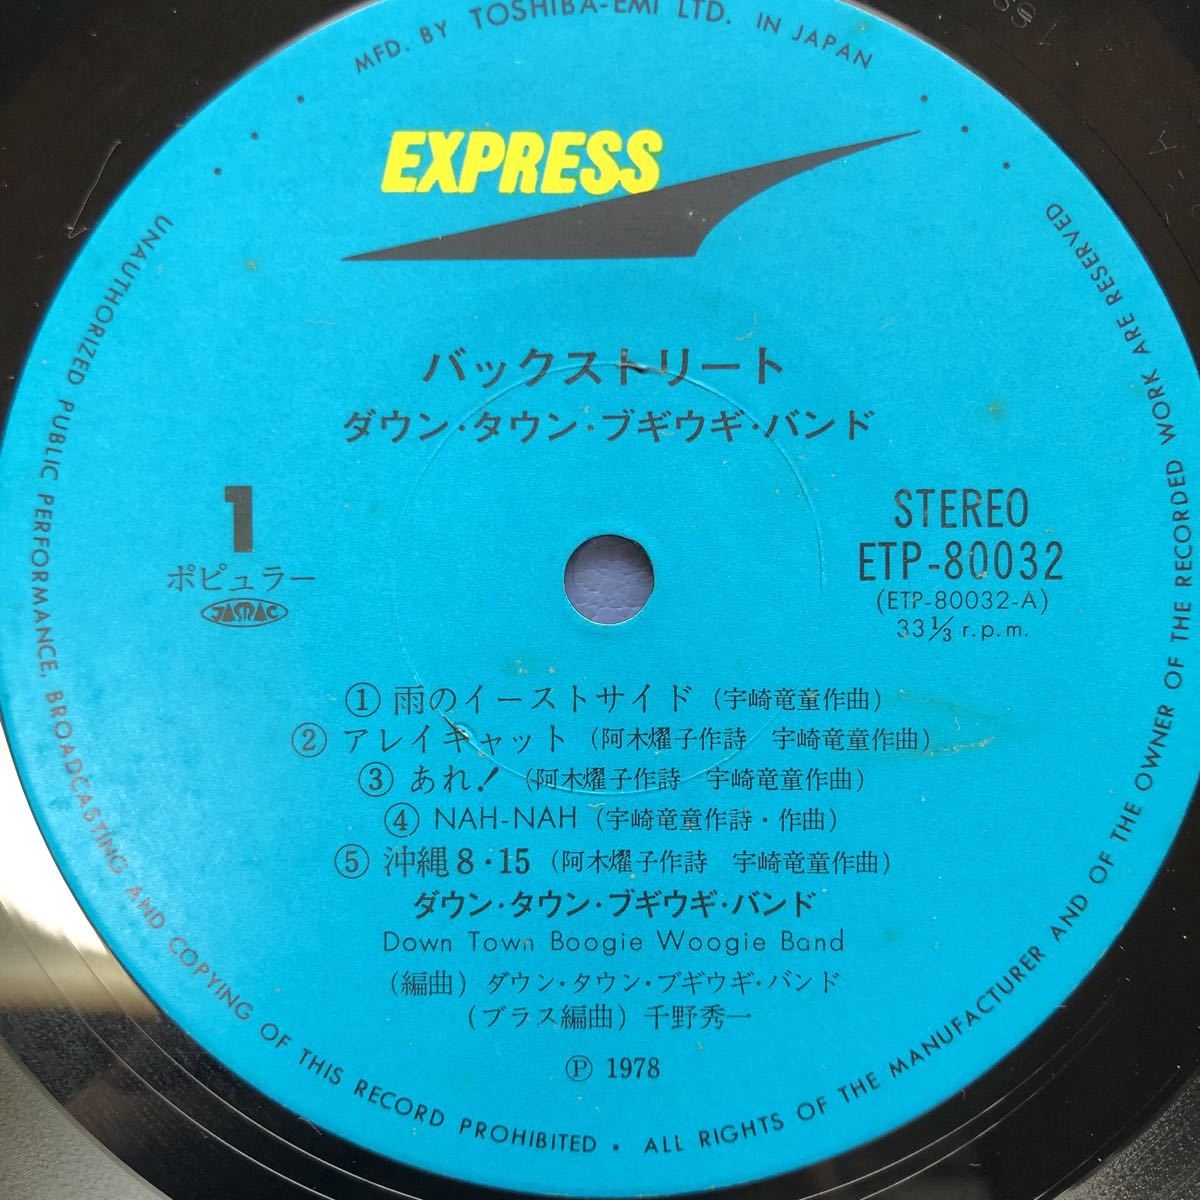 MFD. BY TOSHIBA-EMI LTD. IN JAPAN
EXPRESS
バックストリート
ダウン・タウン・ブギウギ・バンド
1
ポピュラー
JASRAC
STEREO
ETP-80032
(ETP-80032-A)
33 1/3 r.p.m.
① 雨のイーストサイド (宇崎竜童作曲)
② アレイキャット (阿木燿子作詩 宇崎竜童作曲)
③ あれ! (阿木燿子作詩 宇崎竜童作曲)
④ NAH-NAH (宇崎竜童作詩・作曲)
⑤ 沖縄8・15 (阿木燿子作詩 宇崎竜童作曲)
ダウン・タウン・ブギウギ・バンド
Down Town Boogie Woogie Band
(編曲) ダウン・タウン・ブギウギ・バンド
(ブラス編曲) 千野秀一
Ⓟ 1978
UNAUTHORIZED PUBLIC PERFORMANCE, BROADCASTING AND COPYING OF THIS RECORD PROHIBITED • ALL RIGHTS OF THE MANUFACTURER AND OF THE OWNER OF THE RECORDED WORK ARE RESERVED